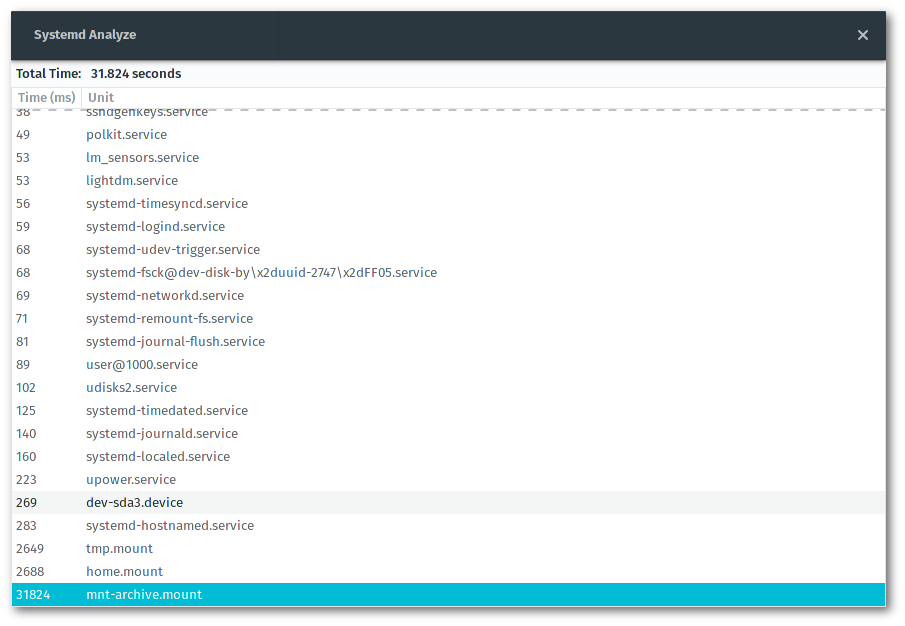 Systemd Analyze
Total Time: 31.824 seconds
Time (ms) Unit
38 sshdgenkeys.service
49 polkit.service
53 lm_sensors.service
53 lightdm.service
56 systemd-timesyncd.service
59 systemd-logind.service
68 systemd-udev-trigger.service
68 systemd-fsck@dev-disk-by\x2duuid-2747\x2dFF05.service
69 systemd-networkd.service
71 systemd-remount-fs.service
81 systemd-journal-flush.service
89 user@1000.service
102 udisks2.service
125 systemd-timedated.service
140 systemd-journald.service
160 systemd-localed.service
223 upower.service
269 dev-sda3.device
283 systemd-hostnamed.service
2649 tmp.mount
2688 home.mount
31824 mnt-archive.mount